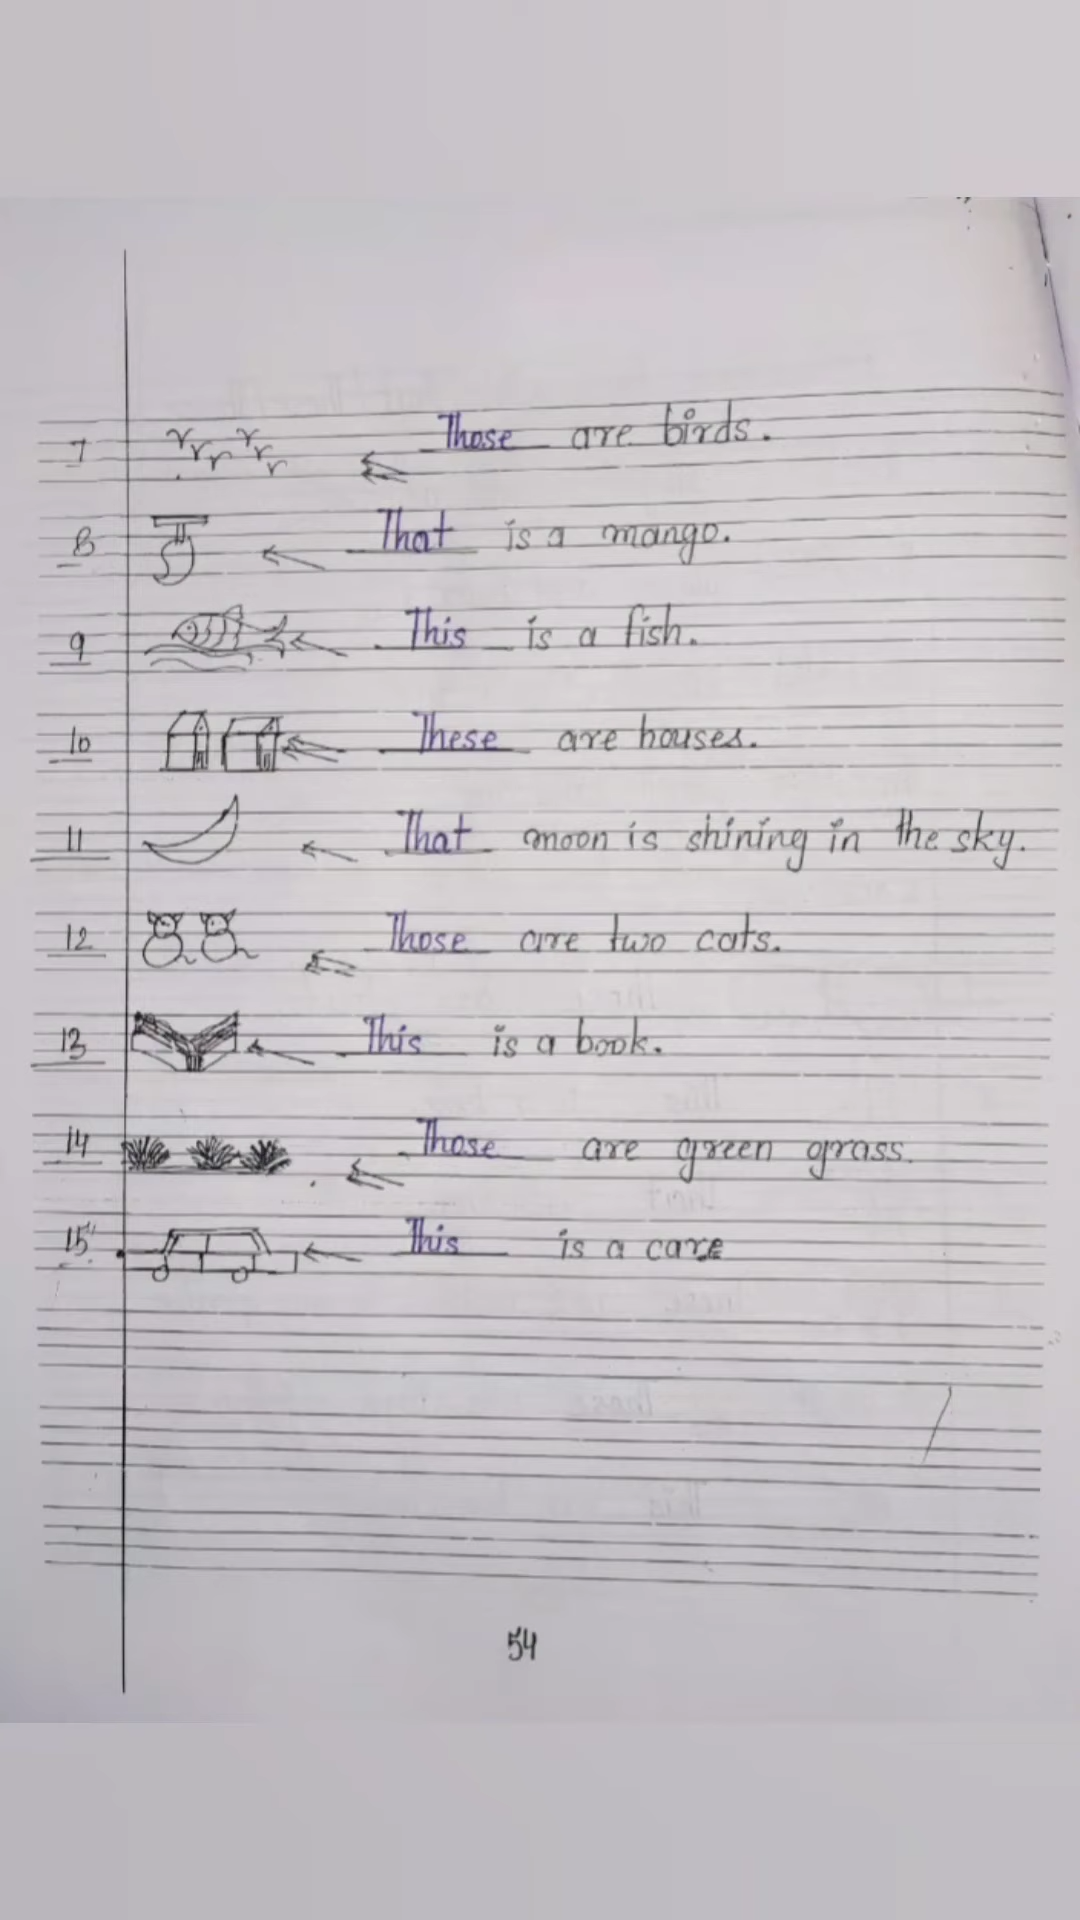 7 Those are birds.
8 That is a mango.
9 This is a fish.
10 These are houses.
11 That moon is shining in the sky.
12 Those are two cats.
13 This is a book.
14 Those are green grass.
15 This is a care
54